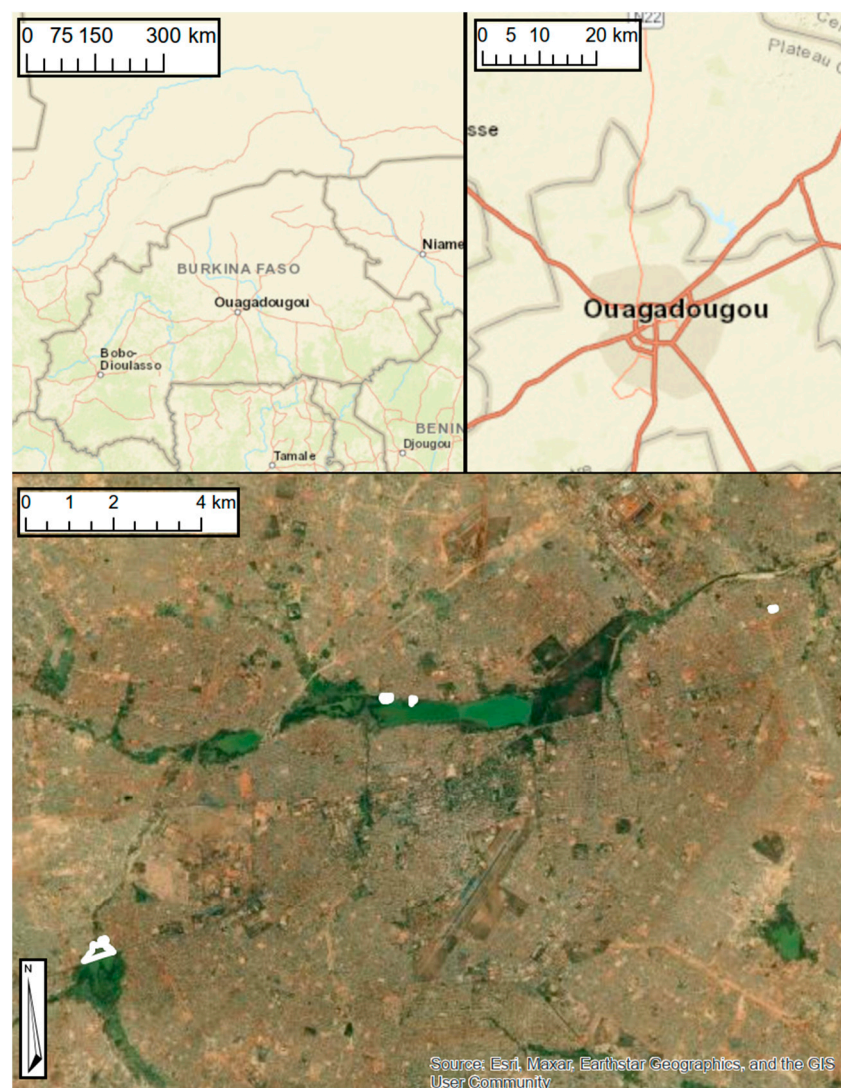 0 75 150 300 km
BURKINA FASO
Niame
Ouagadougou
Bobo-
Dioulasso
BENIN
Djougou
Tamale
0 5 10 20 km
N22
Plateau
sse
Ouagadougou
0 1 2 4 km
N
Source: Esri, Maxar, Earthstar Geographics, and the GIS
User Community